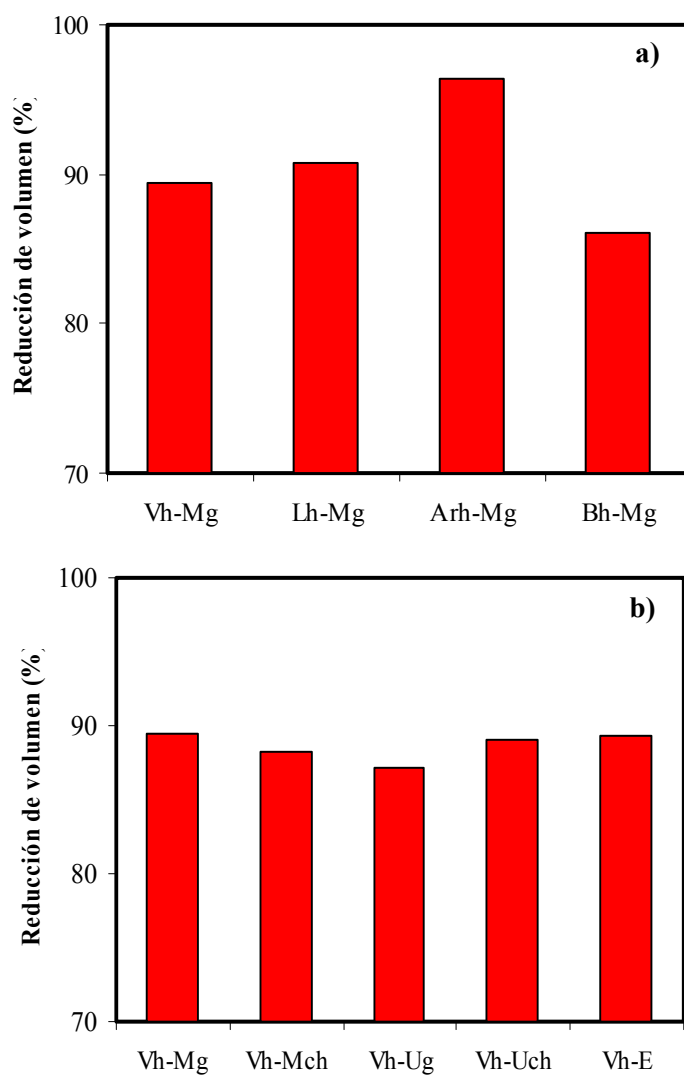 100
a)
90
80
70
Reducción de volumen (%)
Vh-Mg Lh-Mg Arh-Mg Bh-Mg
100
b)
90
80
70
Reducción de volumen (%)
Vh-Mg Vh-Mch Vh-Ug Vh-Uch Vh-E